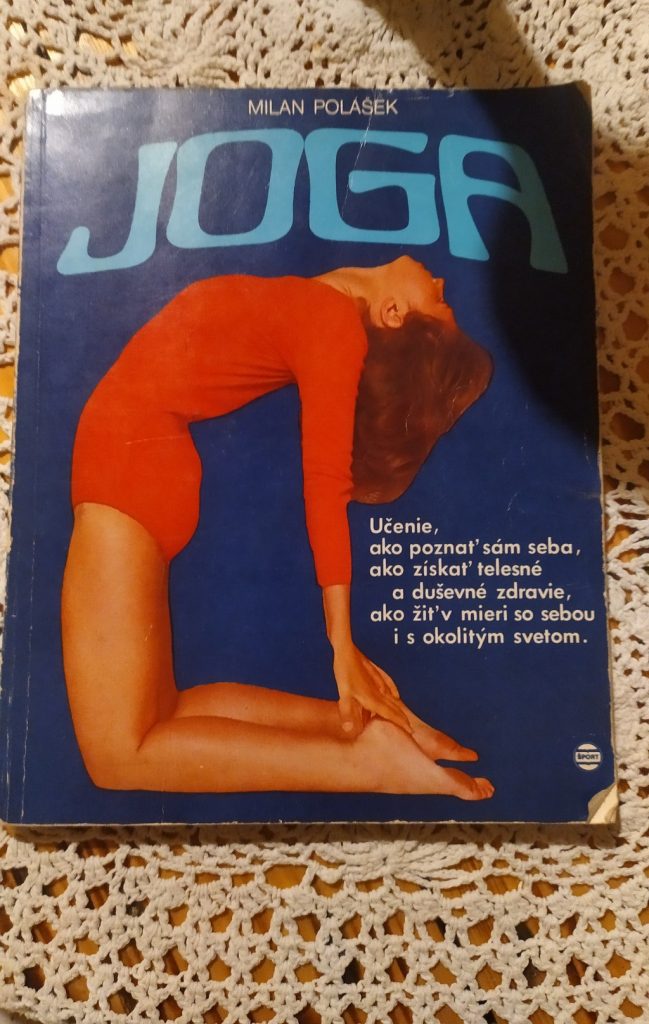 MILAN POLÁŠEK
JOGA
Učenie,
ako poznať sám seba,
ako získať telesné
a duševné zdravie,
ako žiť v mieri so sebou
i s okolitým svetom.
ŠPORT